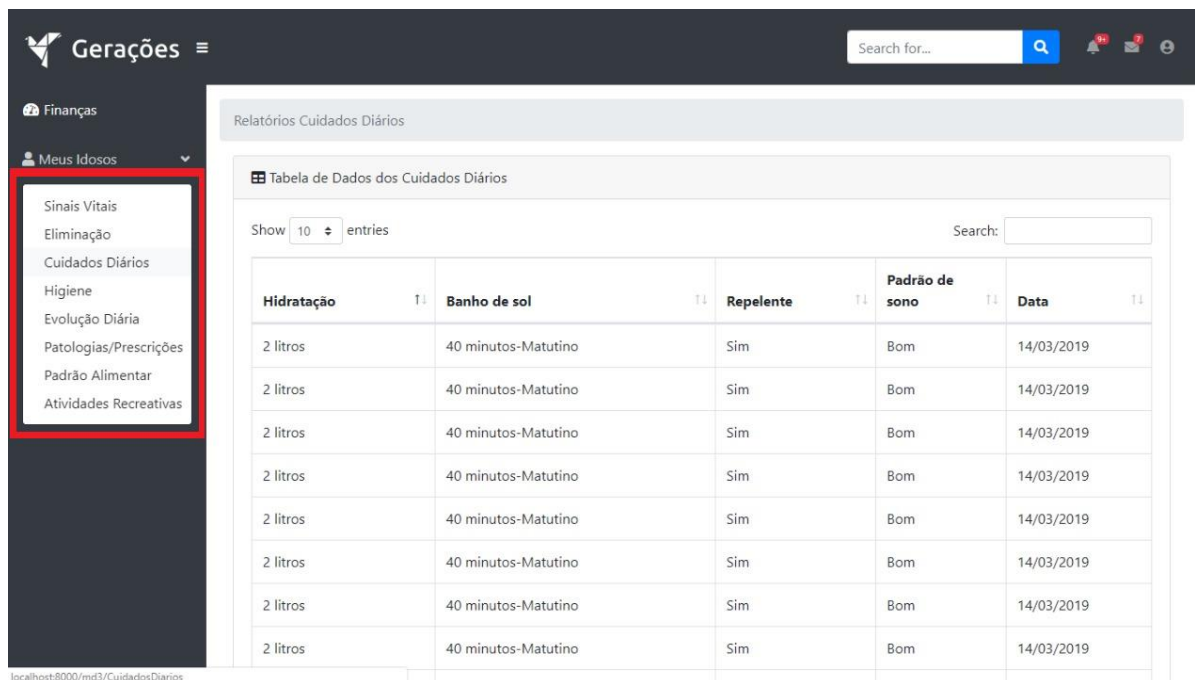 Gerações
Search for...
9+
7
Finanças
Relatórios Cuidados Diários
Meus Idosos
Tabela de Dados dos Cuidados Diários
Sinais Vitais
Eliminação
Cuidados Diários
Higiene
Evolução Diária
Patologias/Prescrições
Padrão Alimentar
Atividades Recreativas
Show 10 entries
Search:
Hidratação Banho de sol Repelente Padrão de sono Data
2 litros 40 minutos-Matutino Sim Bom 14/03/2019
2 litros 40 minutos-Matutino Sim Bom 14/03/2019
2 litros 40 minutos-Matutino Sim Bom 14/03/2019
2 litros 40 minutos-Matutino Sim Bom 14/03/2019
2 litros 40 minutos-Matutino Sim Bom 14/03/2019
2 litros 40 minutos-Matutino Sim Bom 14/03/2019
2 litros 40 minutos-Matutino Sim Bom 14/03/2019
2 litros 40 minutos-Matutino Sim Bom 14/03/2019
localhost:8000/md3/CuidadosDiarios